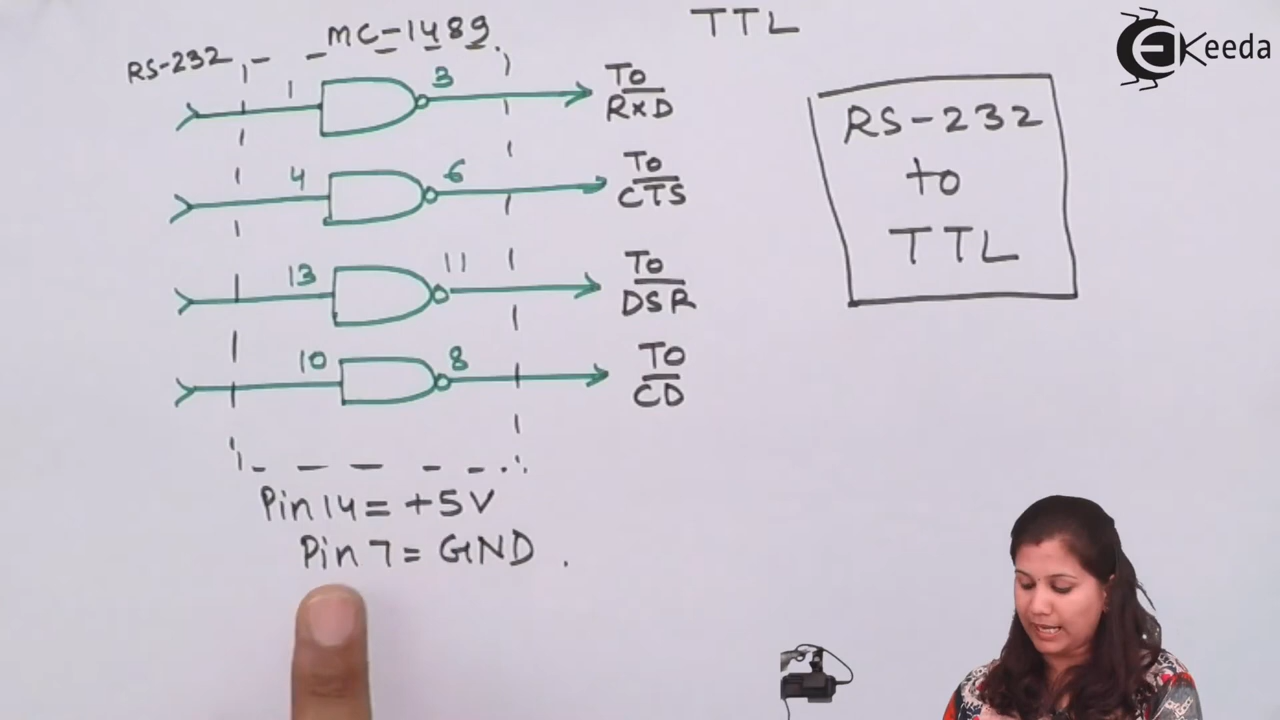 MC-1489
TTL
RS-232
1
3
TO
RXD
4
6
TO
CTS
13
11
TO
DSR
10
8
TO
CD
Pin 14 = +5V
Pin 7 = GND .
RS-232
to
TTL
EKeeda